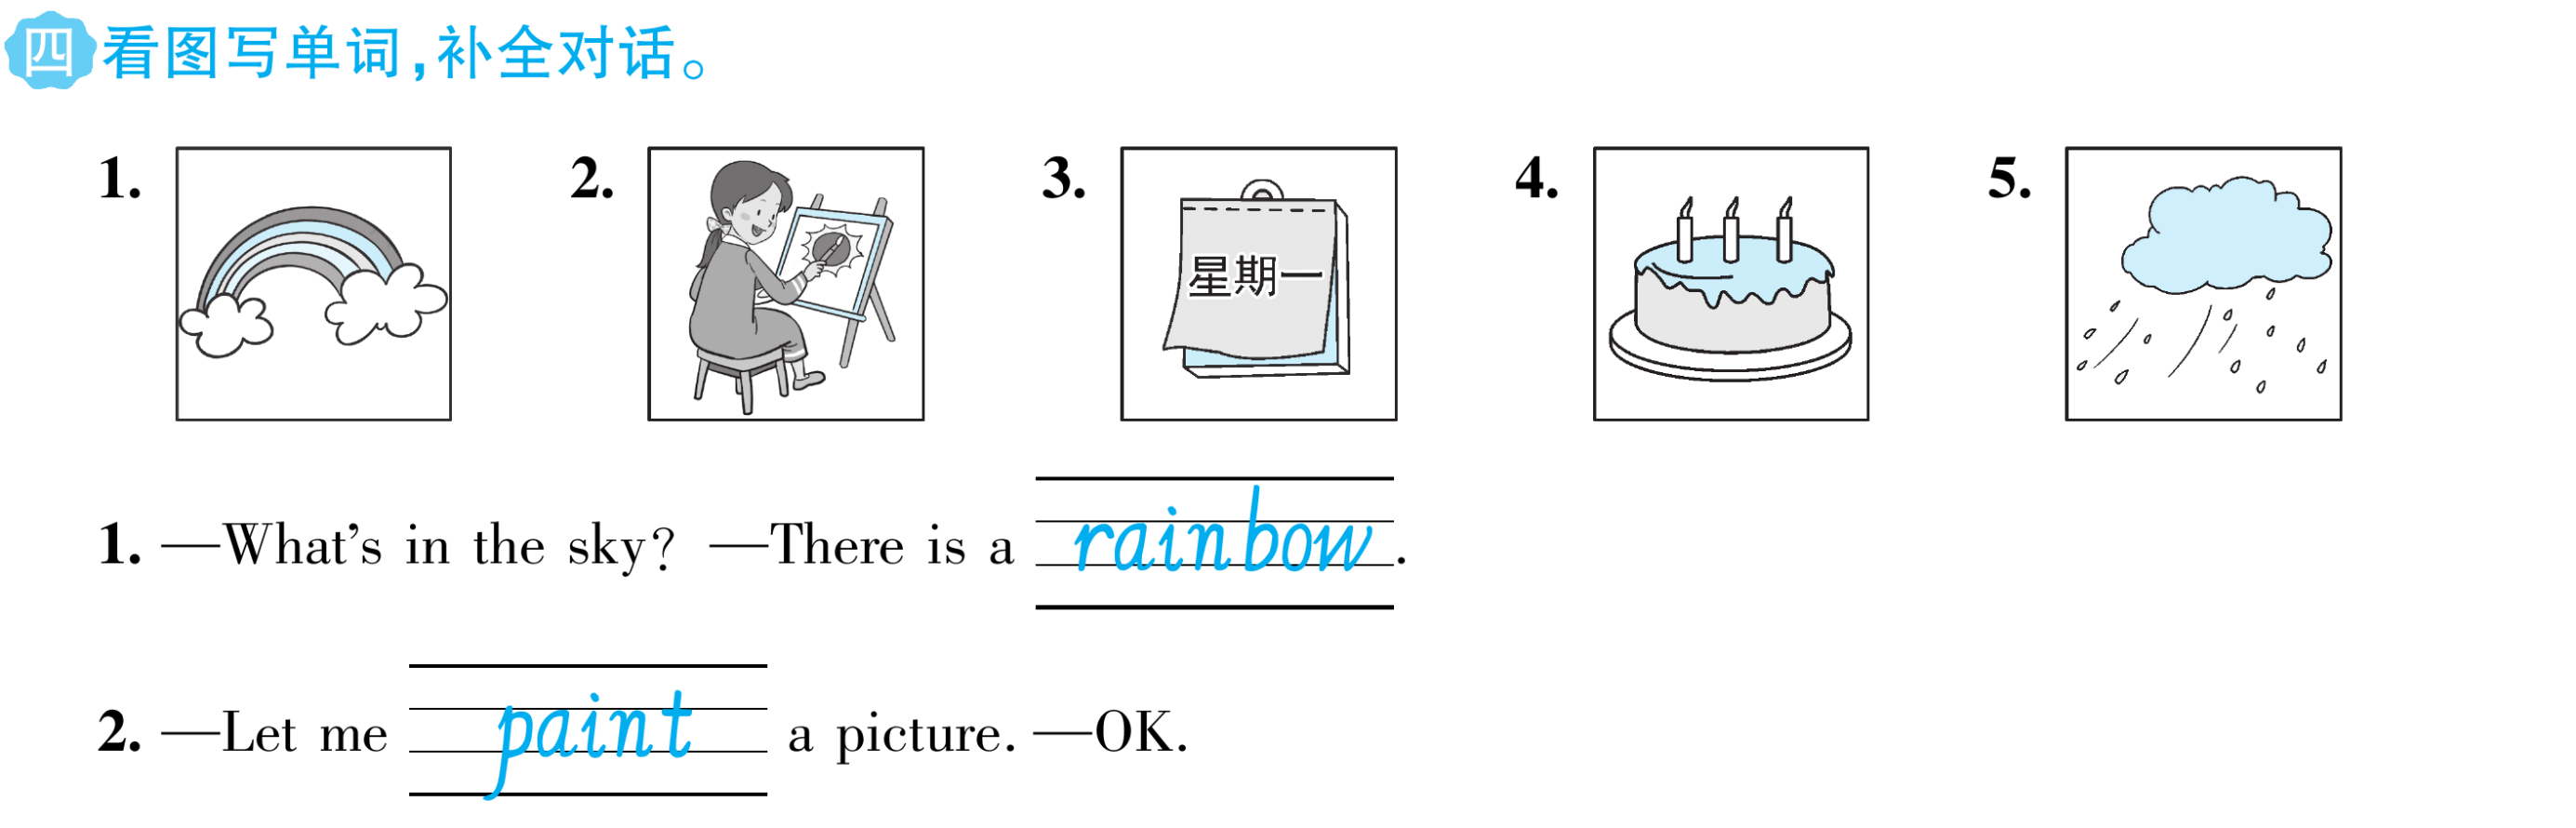 四 看图写单词,补全对话。
1. 2. 3. 4. 5.
星期一
1. —What's in the sky? —There is a rainbow.
2. —Let me paint a picture. —OK.